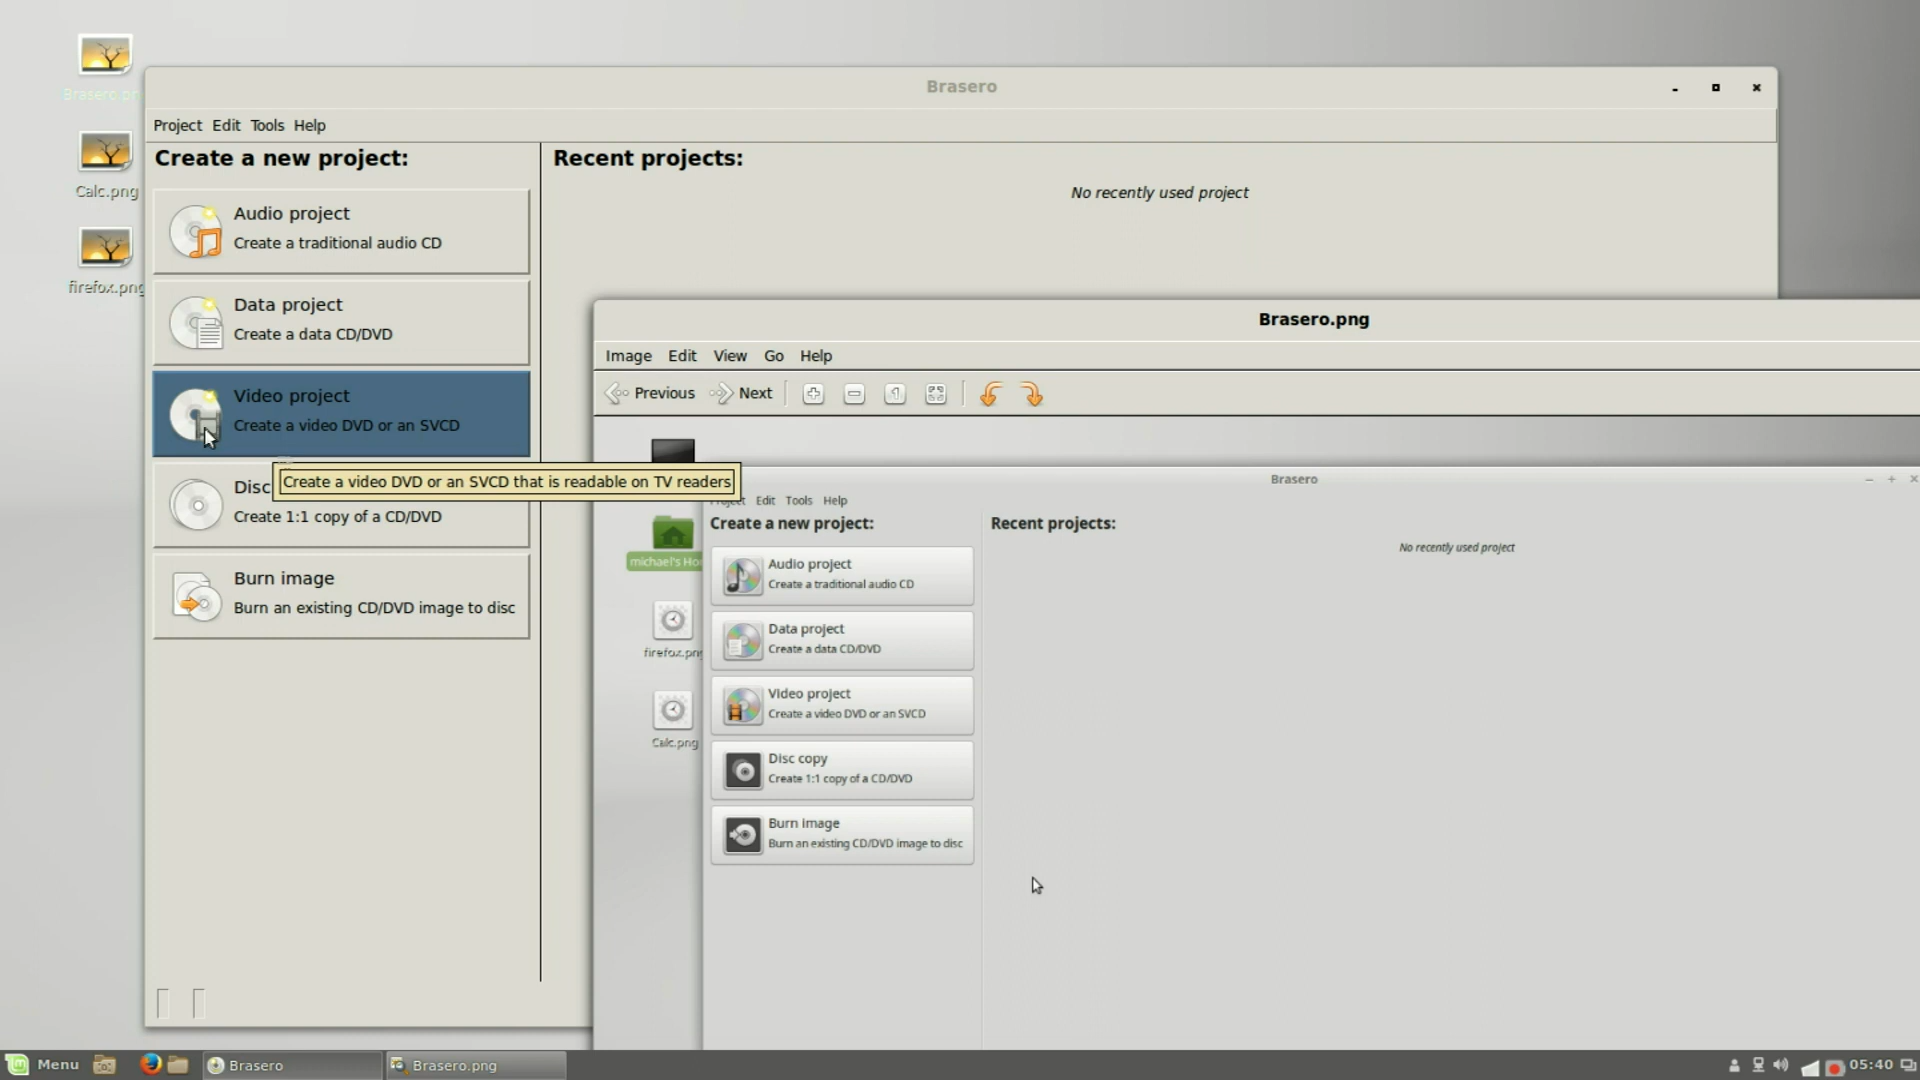 Brasero.pn
Calc.png
firefox.png
Brasero
Project Edit Tools Help
Create a new project:
Recent projects:
No recently used project
Audio project
Create a traditional audio CD
Data project
Create a data CD/DVD
Video project
Create a video DVD or an SVCD
Create a video DVD or an SVCD that is readable on TV readers
Disc
Create 1:1 copy of a CD/DVD
Burn image
Burn an existing CD/DVD image to disc
Brasero.png
Image Edit View Go Help
Previous Next
michael's Ho
firefox.png
Calc.png
Brasero
Project Edit Tools Help
Create a new project:
Recent projects:
No recently used project
Audio project
Create a traditional audio CD
Data project
Create a data CD/DVD
Video project
Create a video DVD or an SVCD
Disc copy
Create 1:1 copy of a CD/DVD
Burn image
Burn an existing CD/DVD image to disc
Menu
Brasero
Brasero.png
05:40